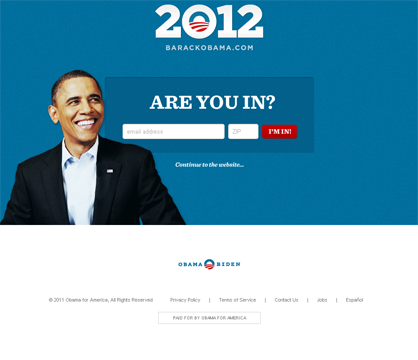 2012
BARACKOBAMA.COM
ARE YOU IN?
email address ZIP I'M IN!
Continue to the website...
OBAMA BIDEN
© 2011 Obama for America, All Rights Reserved Privacy Policy | Terms of Service | Contact Us | Jobs | Español
PAID FOR BY OBAMA FOR AMERICA